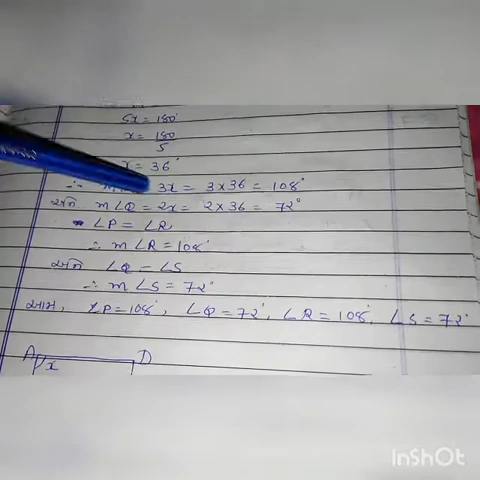 5x = 180°
x = 180
5
x = 36°
∴ m 3x = 3 x 36 = 108°
અને m∠Q = 2x = 2 x 36 = 72°
∠P = ∠R
∴ m∠R = 108°
અને ∠Q = ∠S
∴ m∠S = 72°
આમ, ∠P = 108°, ∠Q = 72°, ∠R = 108°, ∠S = 72°
A D
x
InShOt